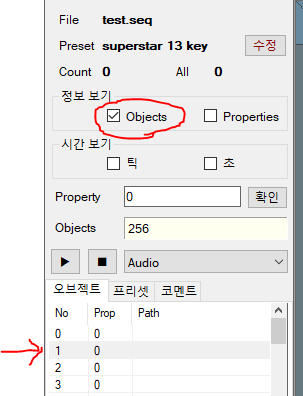 File test.seq
Preset superstar 13 key 수정
Count 0 All 0
정보 보기
Objects Properties
시간 보기
틱 초
Property 0 확인
Objects 256
Audio
오브젝트 프리셋 코멘트
No Prop Path
0 0
1 0
2 0
3 0